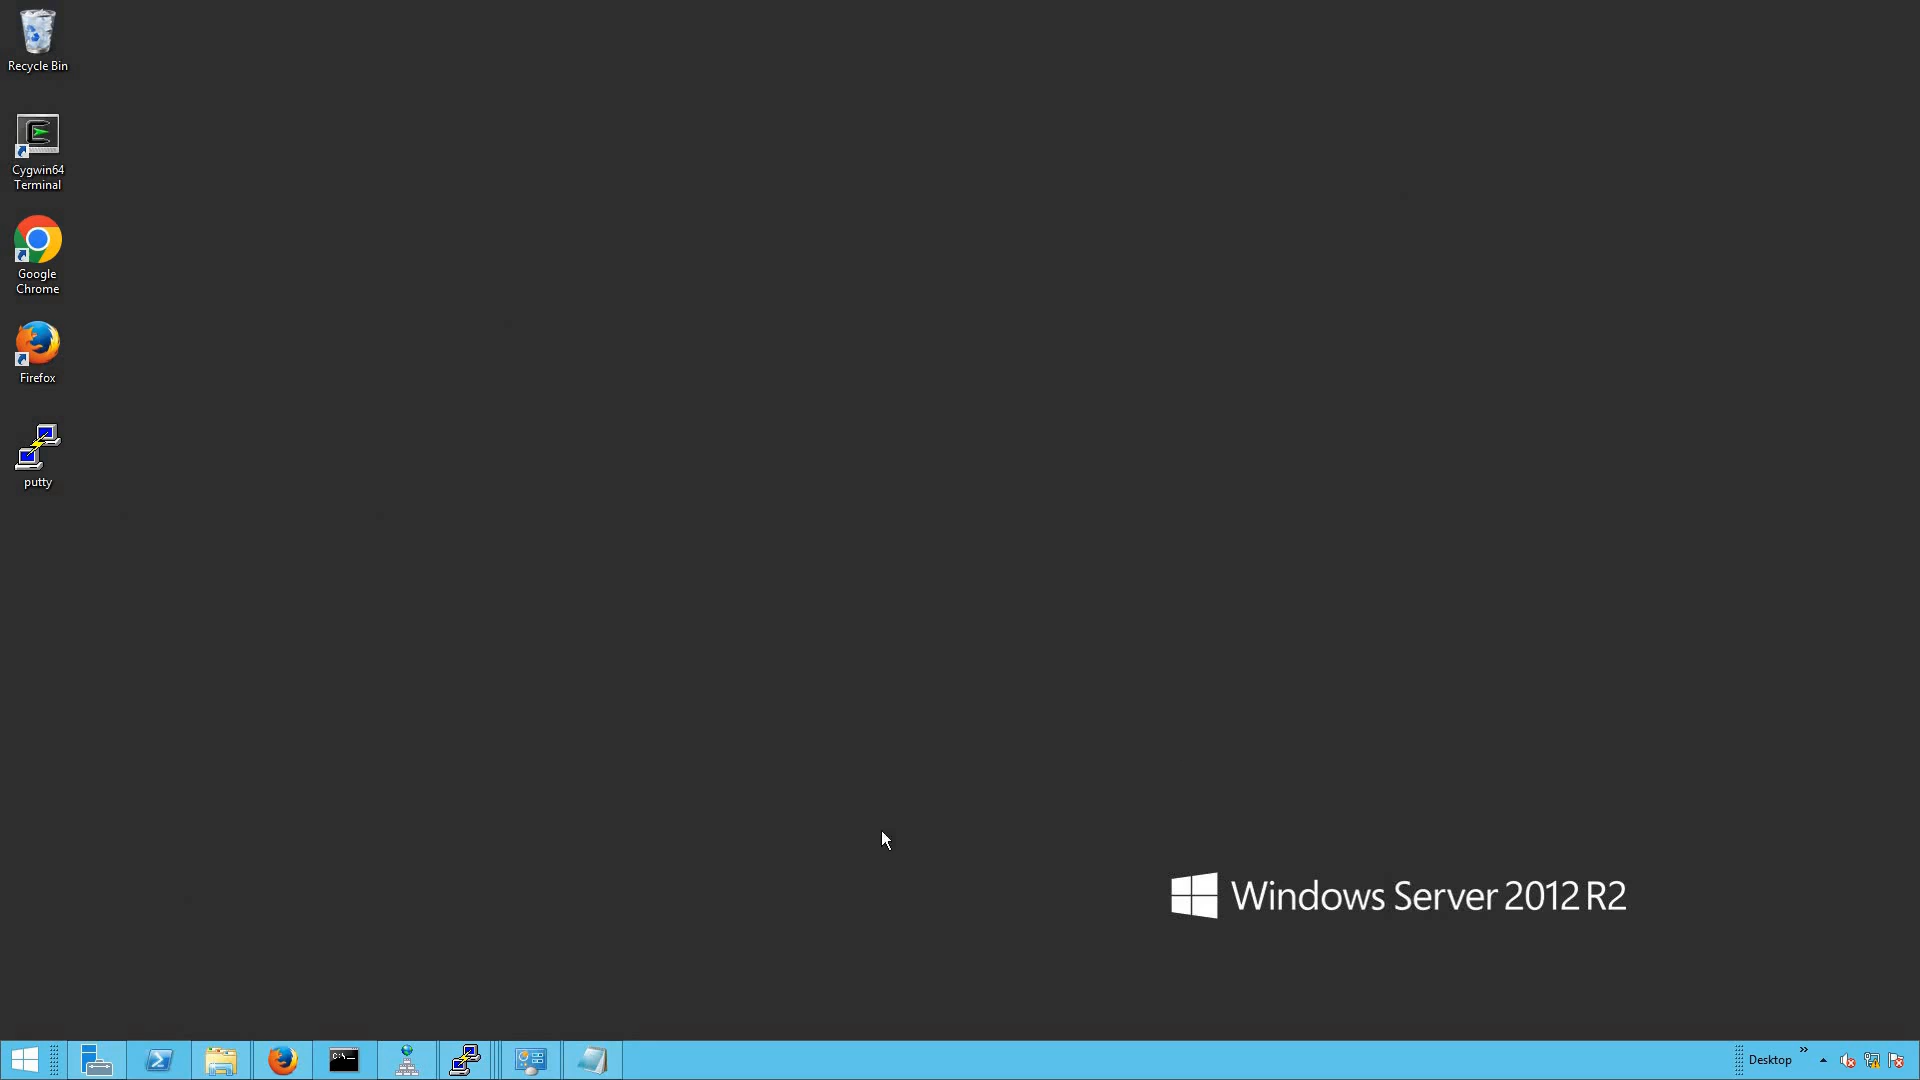 Recycle Bin
Cygwin64
Terminal
Google
Chrome
Firefox
putty
Windows Server 2012 R2
C:\_
Desktop